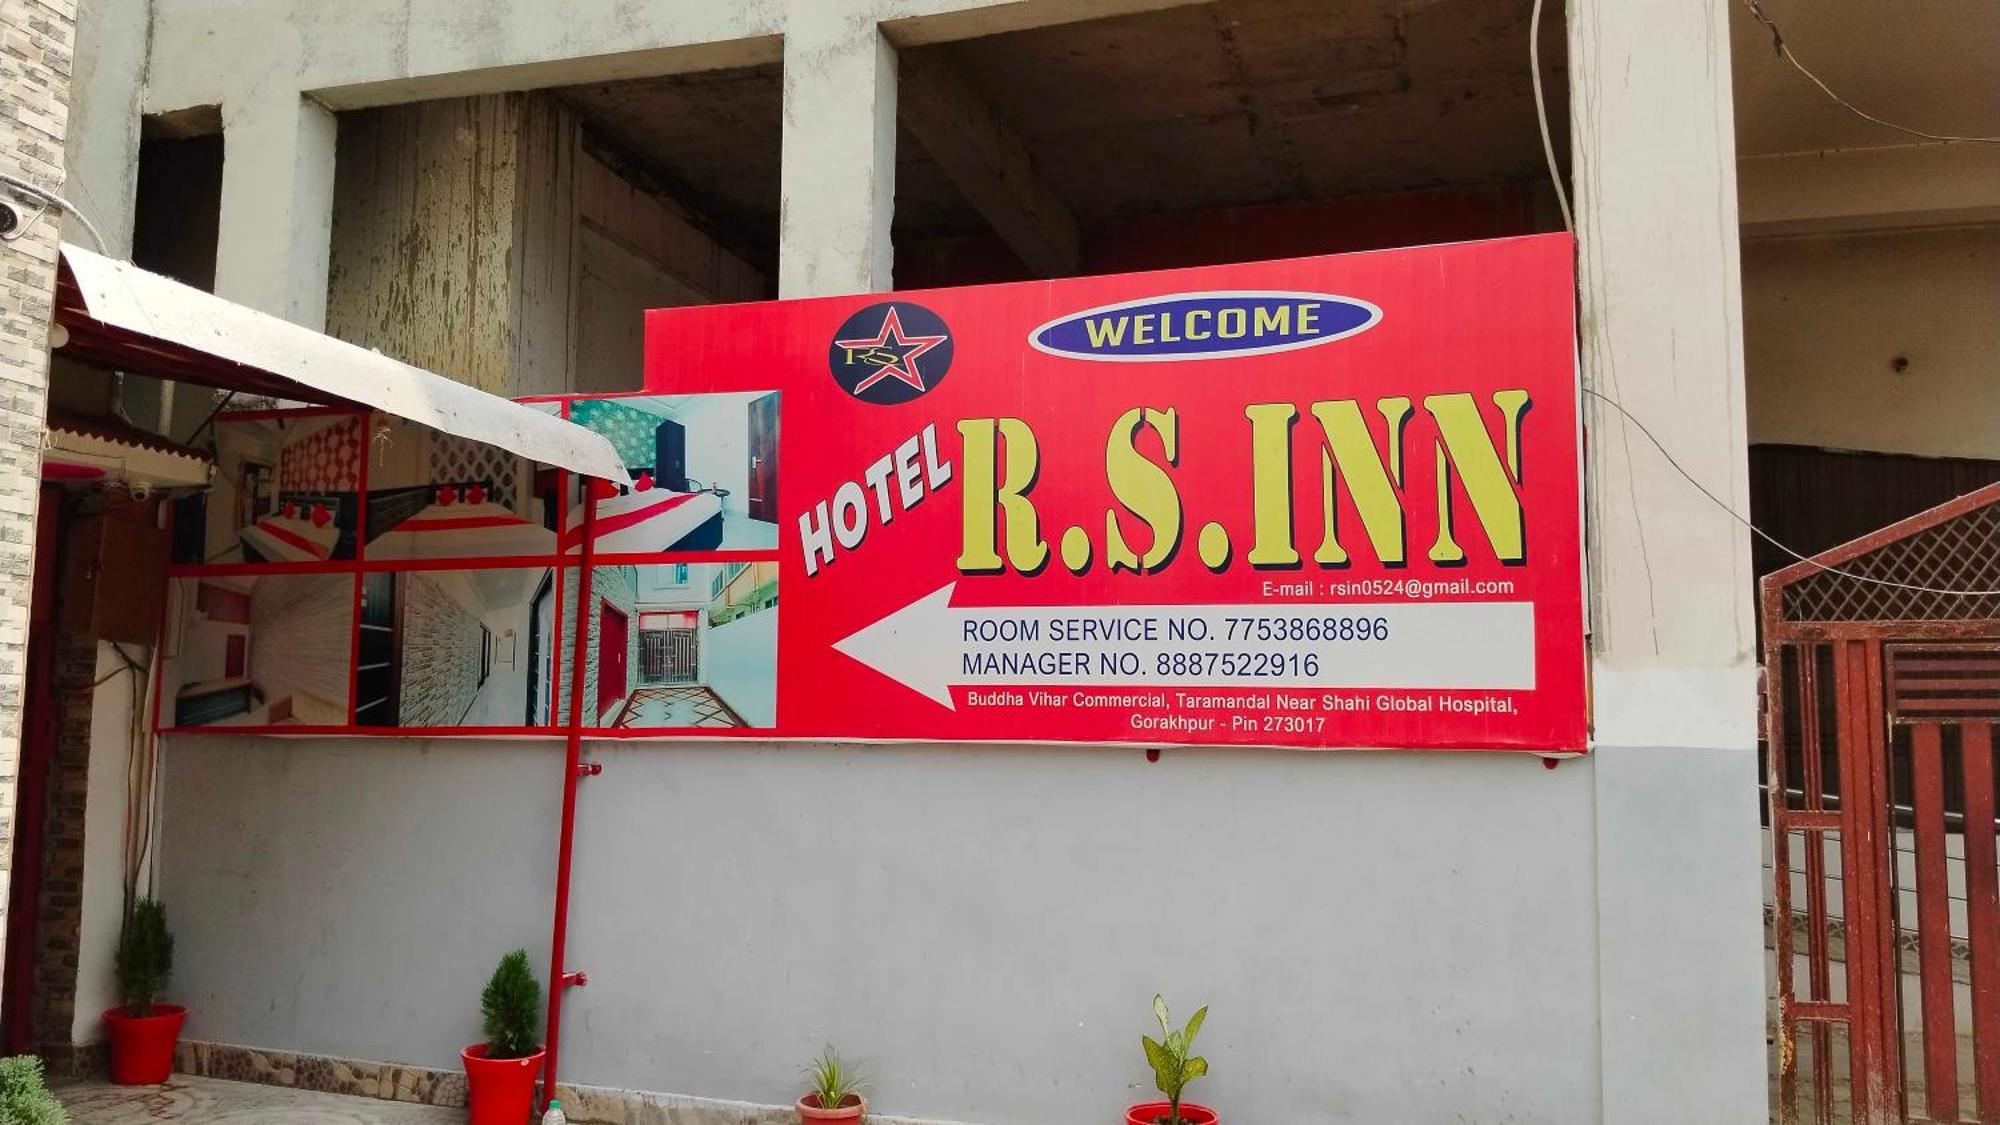 RS
WELCOME
HOTEL R.S.INN
E-mail : rsin0524@gmail.com
ROOM SERVICE NO. 7753868896
MANAGER NO. 8887522916
Buddha Vihar Commercial, Taramandal Near Shahi Global Hospital,
Gorakhpur - Pin 273017